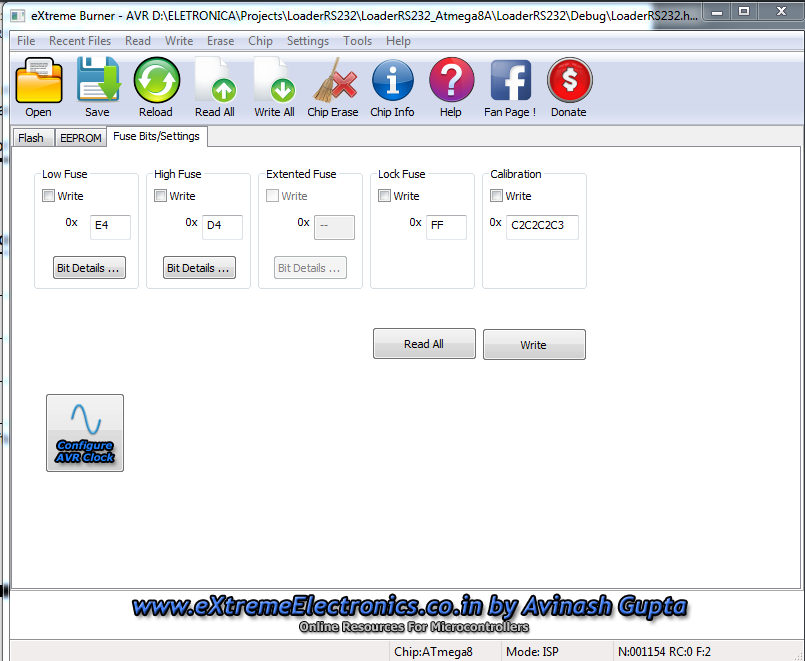 eXtreme Burner - AVR D:\ELETRONICA\Projects\LoaderRS232\LoaderRS232_Atmega8A\LoaderRS232\Debug\LoaderRS232.h...
File Recent Files Read Write Erase Chip Settings Tools Help
Open Save Reload Read All Write All Chip Erase Chip Info Help Fan Page ! Donate
Flash EEPROM Fuse Bits/Settings
Low Fuse High Fuse Extented Fuse Lock Fuse Calibration
Write Write Write Write Write
0x E4 0x D4 0x -- 0x FF 0x C2C2C2C3
Bit Details ... Bit Details ... Bit Details ...
Read All Write
Configure
AVR Clock
www.eXtremeElectronics.co.in by Avinash Gupta
Online Resources For Microcontrollers
Chip:ATmega8 Mode: ISP N:001154 RC:0 F:2